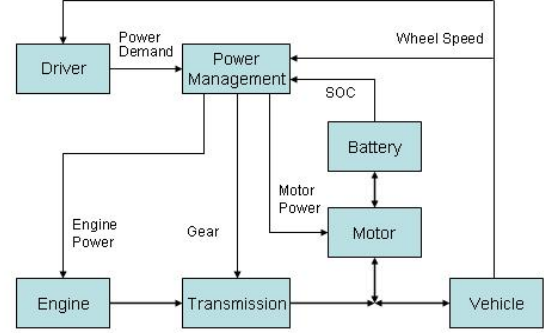 Power
Demand
Wheel Speed
Driver
Power
Management
SOC
Battery
Motor
Power
Engine
Power
Gear
Motor
Engine
Transmission
Vehicle